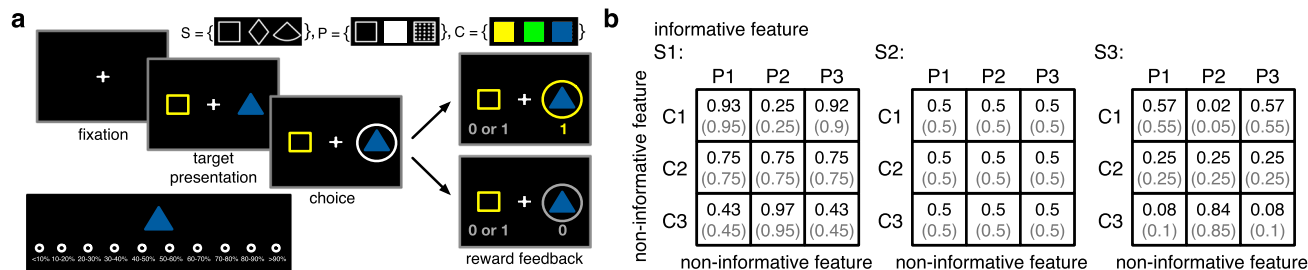 a
S = { }, P = { }, C = { }
fixation
target
presentation
choice
0 or 1 1
0 or 1 0
reward feedback
<10% 10-20% 20-30% 30-40% 40-50% 50-60% 60-70% 70-80% 80-90% >90%
b
informative feature
non-informative feature
S1:
P1 P2 P3
C1 0.93 0.25 0.92
(0.95) (0.25) (0.9)
C2 0.75 0.75 0.75
(0.75) (0.75) (0.75)
C3 0.43 0.97 0.43
(0.45) (0.95) (0.45)
non-informative feature
S2:
P1 P2 P3
C1 0.5 0.5 0.5
(0.5) (0.5) (0.5)
C2 0.5 0.5 0.5
(0.5) (0.5) (0.5)
C3 0.5 0.5 0.5
(0.5) (0.5) (0.5)
non-informative feature
S3:
P1 P2 P3
C1 0.57 0.02 0.57
(0.55) (0.05) (0.55)
C2 0.25 0.25 0.25
(0.25) (0.25) (0.25)
C3 0.08 0.84 0.08
(0.1) (0.85) (0.1)
non-informative feature